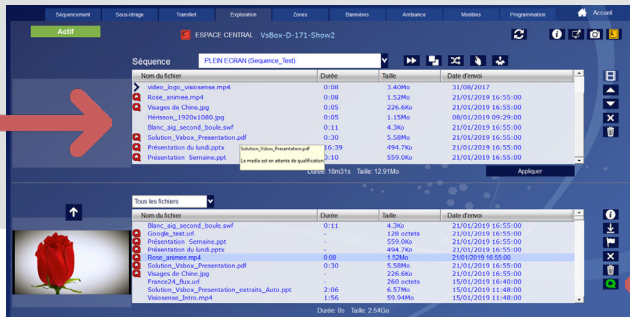 Séquencement Sous-titrage Transfert Exploration Zones Bannières Ambiance Modèles Programmation Accueil
Actif
ESPACE CENTRAL VsBox-D-171-Show2
Séquence PLEIN ECRAN (Sequence_Test)
Nom du fichier Durée Taille Date d'envoi
video_logo_visiosense.mp4 0:08 3.40Mo 31/08/2017
Rose_animee.mp4 0:08 1.52Mo 21/01/2019 16:55:00
Visages de Chine.jpg 0:05 226.6Ko 21/01/2019 16:55:00
Hérisson_1920x1080.jpg 0:05 1.15Mo 08/01/2019 09:29:00
Blanc_aig_second_boule.swf 0:11 4.3Ko 21/01/2019 16:55:00
Solution_Vsbox_Presentation.pdf 0:30 5.58Mo 21/01/2019 16:55:00
Présentation du lundi.pptx 16:39 494.7Ko 21/01/2019 16:55:00
Présentation Semaine.ppt 0:10 559.0Ko 21/01/2019 16:55:00
Solution_Vsbox_Presentation.pdf
Le media est en attente de qualification
Durée: 18m31s Taille: 12.91Mo
Appliquer
Tous les fichiers
Nom du fichier Durée Taille Date d'envoi
Blanc_aig_second_boule.swf 0:11 4.3Ko 21/01/2019 16:55:00
Google_test.url - 128 octets 21/01/2019 16:55:00
Présentation Semaine.ppt - 559.0Ko 21/01/2019 16:55:00
Présentation du lundi.pptx - 494.7Ko 21/01/2019 16:55:00
Rose_animee.mp4 0:08 1.52Mo 21/01/2019 16:55:00
Solution_Vsbox_Presentation.pdf 0:30 5.58Mo 21/01/2019 16:55:00
Visages de Chine.jpg - 226.6Ko 21/01/2019 16:55:00
France24_flux.url - 260 octets 15/01/2019 16:40:00
Solution_Vsbox_Presentation_extraits_Auto.ppt 2:06 6.57Mo 15/01/2019 11:48:00
Visiosense_Intro.mp4 1:56 59.94Mo 15/01/2019 11:48:00
Durée: 0s Taille: 2.54Go